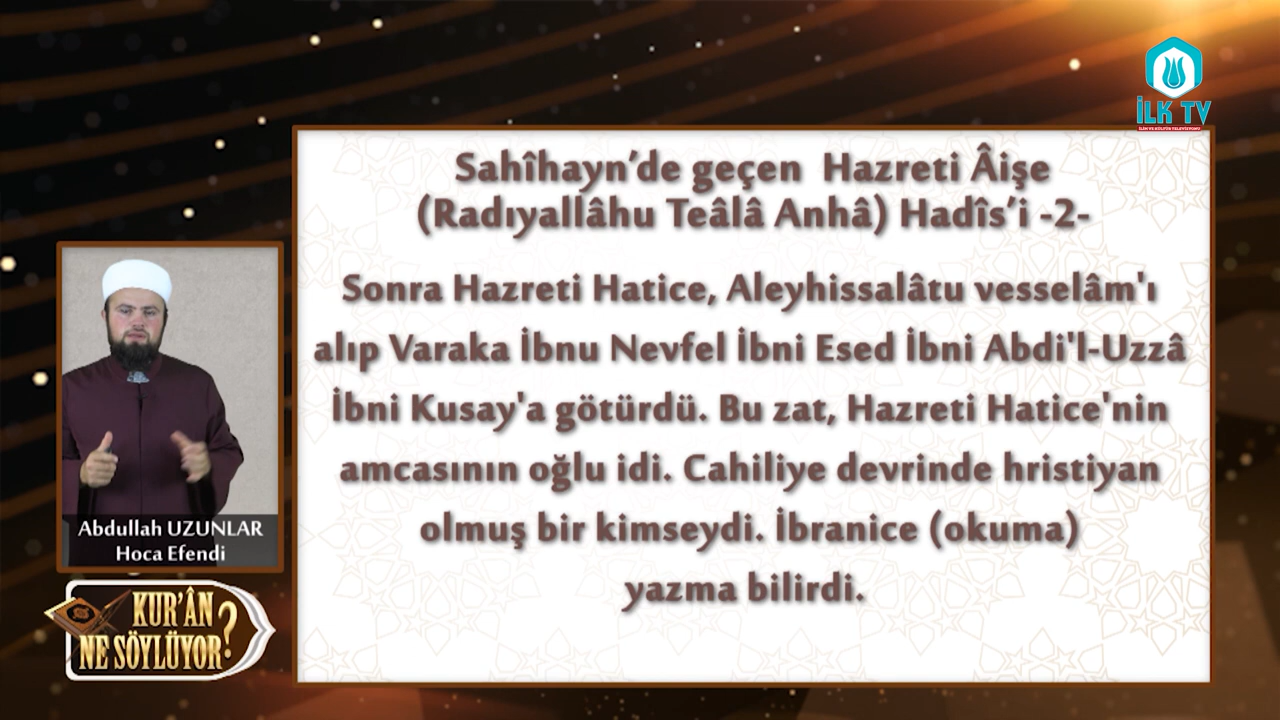 İLK TV
Sahîhayn’de geçen Hazreti Âişe
(Radıyallâhu Teâlâ Anhâ) Hadîs’i -2-
Sonra Hazreti Hatice, Aleyhissalâtu vesselâm'ı
alıp Varaka İbnu Nevfel İbni Esed İbni Abdi'l-Uzzâ
İbni Kusay'a götürdü. Bu zat, Hazreti Hatice'nin
amcasının oğlu idi. Cahiliye devrinde hristiyan
olmuş bir kimseydi. İbranice (okuma)
yazma bilirdi.
Abdullah UZUNLAR
Hoca Efendi
KUR’ÂN
NE SÖYLÜYOR?